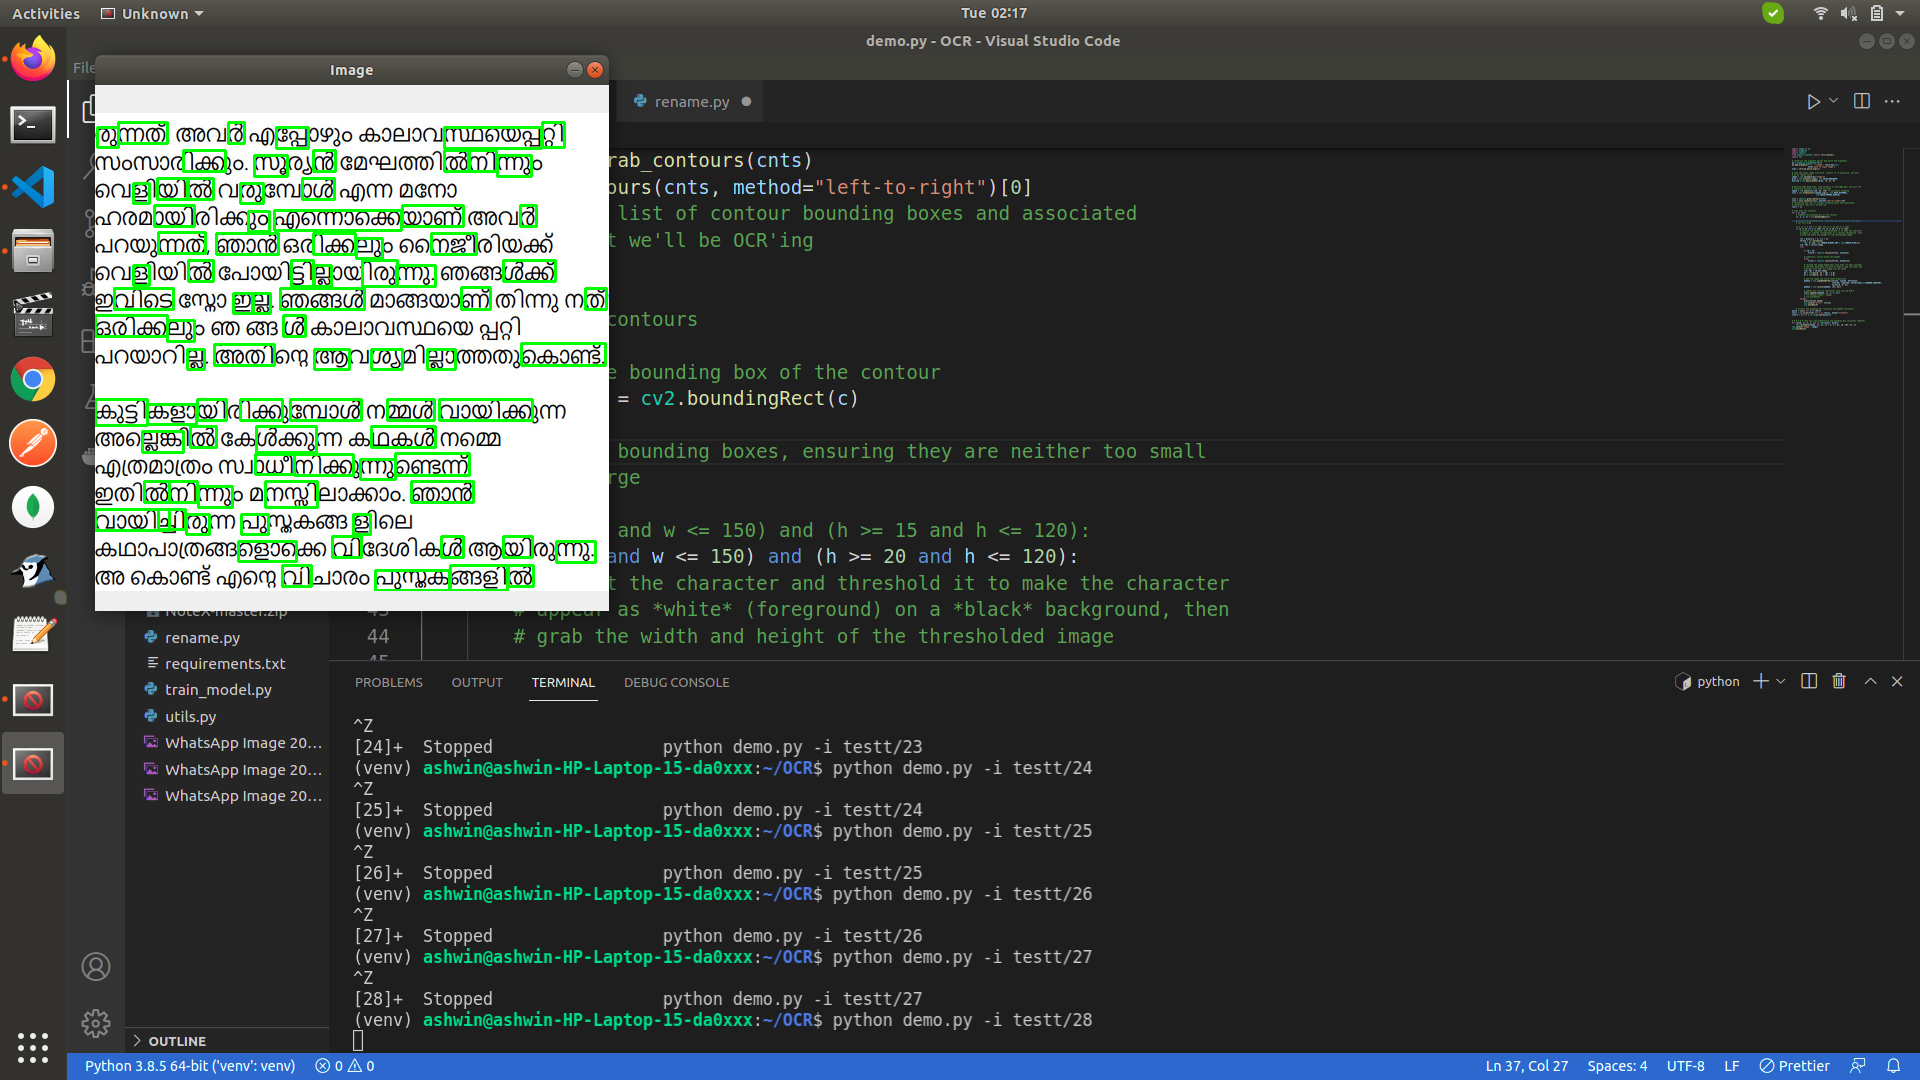 Activities
Unknown
Tue 02:17
demo.py - OCR - Visual Studio Code
File
Image
രുന്നത്. അവർ എപ്പോഴും കാലാവസ്ഥയെപ്പറ്റി
സംസാരിക്കും. സൂര്യൻ മേഘത്തിൽനിന്നും
വെളിയിൽ വരുമ്പോൾ എന്ന മനോ
ഹരമായിരിക്കും എന്നൊക്കെയാണ് അവർ
പറയുന്നത്, ഞാൻ ഒരിക്കലും നൈജീരിയക്ക്
വെളിയിൽ പോയിട്ടില്ലായിരുന്നു. ഞങ്ങൾക്ക്
ഇവിടെ സ്നോ ഇല്ല. ഞങ്ങൾ മാങ്ങയാണ് തിന്നു ന്നത്
ഒരിക്കലും ഞ ങ്ങ ൾ കാലാവസ്ഥയെ പ്പറ്റി
പറയാറില്ല. അതിന്റെ ആവശ്യമില്ലാത്തതുകൊണ്ട്.
കുട്ടികളായിരിക്കുമ്പോൾ നമ്മൾ വായിക്കുന്ന
അല്ലെങ്കിൽ കേൾക്കുന്ന കഥകൾ നമ്മെ
എത്രമാത്രം സ്വാധീനിക്കുന്നുണ്ടെന്ന്
ഇതിൽനിന്നും മനസ്സിലാക്കാം. ഞാൻ
വായിച്ചിരുന്ന പുസ്തകങ്ങ ളിലെ
കഥാപാത്രങ്ങളൊക്കെ വിദേശികൾ ആയിരുന്നു.
അ കൊണ്ട് എന്റെ വിചാരം പുസ്തകങ്ങളിൽ
rename.py
rab_contours(cnts)
ours(cnts, method="left-to-right")[0]
list of contour bounding boxes and associated
t we'll be OCR'ing
contours
e bounding box of the contour
= cv2.boundingRect(c)
bounding boxes, ensuring they are neither too small
rge
and w <= 150) and (h >= 15 and h <= 120):
and w <= 150) and (h >= 20 and h <= 120):
t the character and threshold it to make the character
# appear as *white* (foreground) on a *black* background, then
44 # grab the width and height of the thresholded image
45
NoteX-master.zip
rename.py
requirements.txt
train_model.py
utils.py
WhatsApp Image 20...
WhatsApp Image 20...
WhatsApp Image 20...
OUTLINE
PROBLEMS OUTPUT TERMINAL DEBUG CONSOLE
python
^Z
[24]+ Stopped python demo.py -i testt/23
(venv) ashwin@ashwin-HP-Laptop-15-da0xxx:~/OCR$ python demo.py -i testt/24
^Z
[25]+ Stopped python demo.py -i testt/24
(venv) ashwin@ashwin-HP-Laptop-15-da0xxx:~/OCR$ python demo.py -i testt/25
^Z
[26]+ Stopped python demo.py -i testt/25
(venv) ashwin@ashwin-HP-Laptop-15-da0xxx:~/OCR$ python demo.py -i testt/26
^Z
[27]+ Stopped python demo.py -i testt/26
(venv) ashwin@ashwin-HP-Laptop-15-da0xxx:~/OCR$ python demo.py -i testt/27
^Z
[28]+ Stopped python demo.py -i testt/27
(venv) ashwin@ashwin-HP-Laptop-15-da0xxx:~/OCR$ python demo.py -i testt/28
Python 3.8.5 64-bit ('venv': venv) 0 0
Ln 37, Col 27 Spaces: 4 UTF-8 LF Prettier